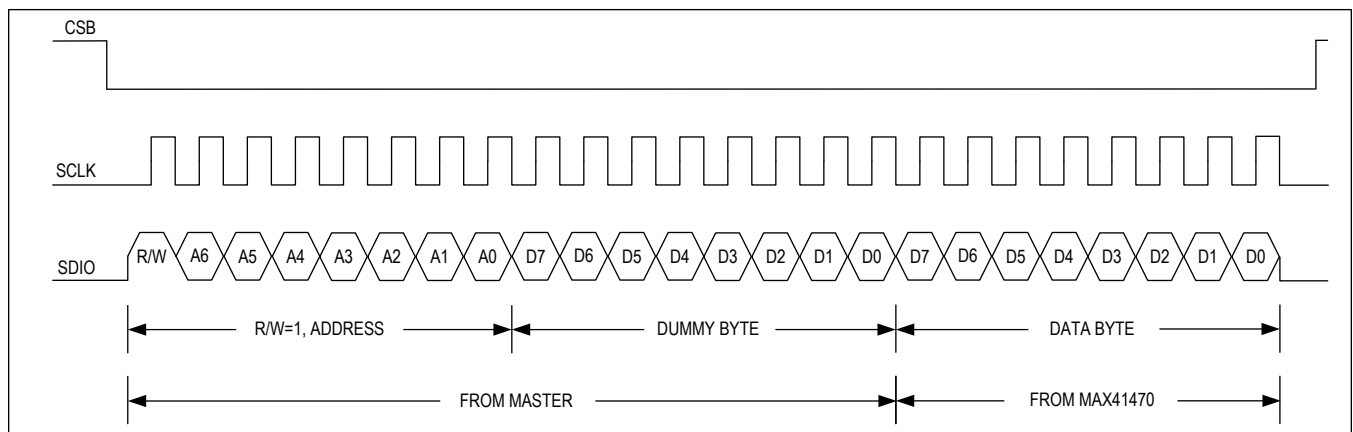 CSB
SCLK
SDIO R/W A6 A5 A4 A3 A2 A1 A0 D7 D6 D5 D4 D3 D2 D1 D0 D7 D6 D5 D4 D3 D2 D1 D0
R/W=1, ADDRESS DUMMY BYTE DATA BYTE
FROM MASTER FROM MAX41470